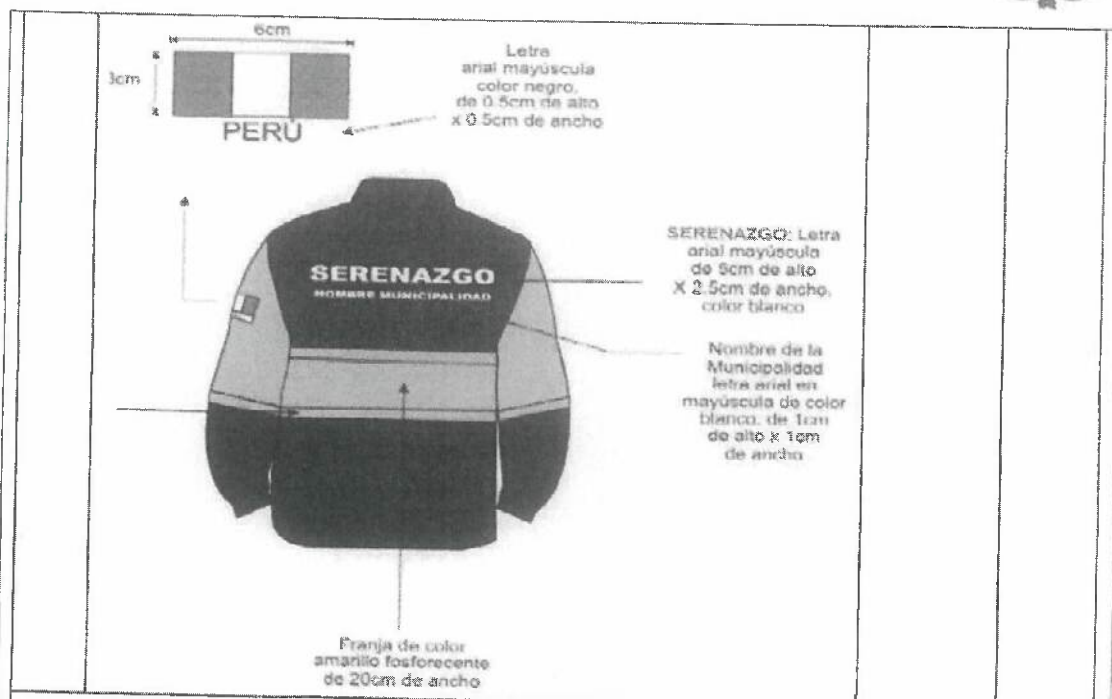 6cm
3cm
PERÚ
Letra
arial mayúscula
color negro,
de 0.5cm de alto
x 0.5cm de ancho
SERENAZGO
NOMBRE MUNICIPALIDAD
SERENAZGO: Letra
arial mayúscula
de 5cm de alto
X 2.5cm de ancho,
color blanco
Nombre de la
Municipalidad
letra arial en
mayúscula de color
blanco, de 1cm
de alto x 1cm
de ancho
Franja de color
amarillo fosforecente
de 20cm de ancho